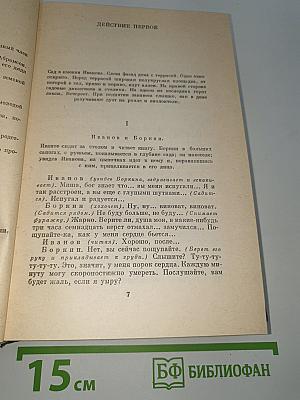 ДЕЙСТВИЕ ПЕРВОЕ
Сад в имении Иванова. Слева фасад дома с террасой. Одно окно
открыто. Перед террасой широкая полукруглая площадка, от
которой в сад, прямо и вправо, идут аллеи. На правой стороне
садовые диванчики и столики. На одном из последних горит
лампа. Вечереет. При поднятии занавеса слышно, как в доме
разучивают дуэт на рояле и виолончели.
I
Иванов и Боркин.
Иванов сидит за столом и читает книгу. Боркин в больших
сапогах, с ружьем, показывается в глубине сада; он навеселе;
увидев Иванова, на цыпочках идет к нему и, поравнявшись
с ним, прицеливается в его лицо.
Иванов (увидев Боркина, вздрагивает и вскаки-
вает). Миша, бог знает что... вы меня испугали... Я и
так расстроен, а вы еще с глупыми шутками... (Садит-
ся). Испугал и радуется...
Боркин (хохочет). Ну, ну... виноват, виноват.
(Садится рядом.) Не буду больше, не буду... (Снимает
фуражку.) Жарко. Верите ли, душа моя, в какие-нибудь
три часа семнадцать верст отмахал... замучился... По-
щупайте-ка, как у меня сердце бьется...
Иванов (читая). Хорошо, после...
Боркин. Нет, вы сейчас пощупайте. (Берет его
руку и прикладывает к груди.) Слышите? Ту-ту-ту-
ту-ту-ту. Это, значит, у меня порок сердца. Каждую ми-
нуту могу скоропостижно умереть. Послушайте, вам
будет жаль, если я умру?
7
15 см
БФ БИБЛИОФАН